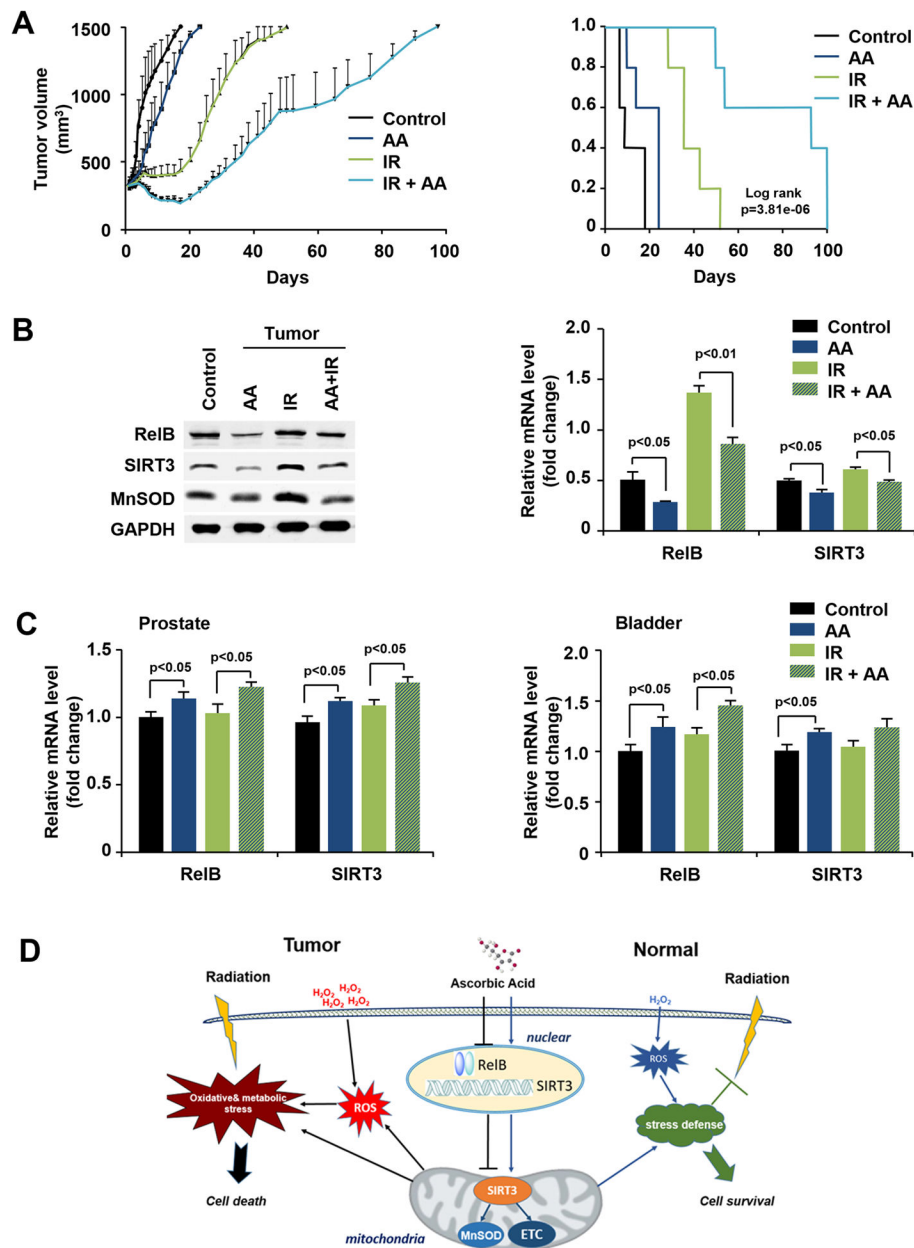 A
Tumor volume
(mm³)
1500
1000
500
0
0 20 40 60 80 100
Days
Control
AA
IR
IR + AA
1.0
0.8
0.6
0.4
0.2
0
0 20 40 60 80 100
Days
Control
AA
IR
IR + AA
Log rank
p=3.81e-06
B
Tumor
Control
AA
IR
AA+IR
RelB
SIRT3
MnSOD
GAPDH
Relative mRNA level
(fold change)
2.0
1.5
1.0
0.5
0
p<0.05
p<0.01
p<0.05
p<0.05
RelB SIRT3
Control
AA
IR
IR + AA
C
Prostate
Relative mRNA level
(fold change)
1.5
1.0
0.5
0
p<0.05
p<0.05
p<0.05
p<0.05
RelB SIRT3
Bladder
Relative mRNA level
(fold change)
2.0
1.5
1.0
0.5
0
p<0.05
p<0.05
p<0.05
RelB SIRT3
Control
AA
IR
IR + AA
D
Tumor
Normal
Radiation
H₂O₂ H₂O₂
H₂O₂ H₂O₂
Ascorbic Acid
H₂O₂
Radiation
nuclear
RelB
SIRT3
ROS
Oxidative& metabolic
stress
ROS
stress defense
Cell death
SIRT3
MnSOD
ETC
mitochondria
Cell survival